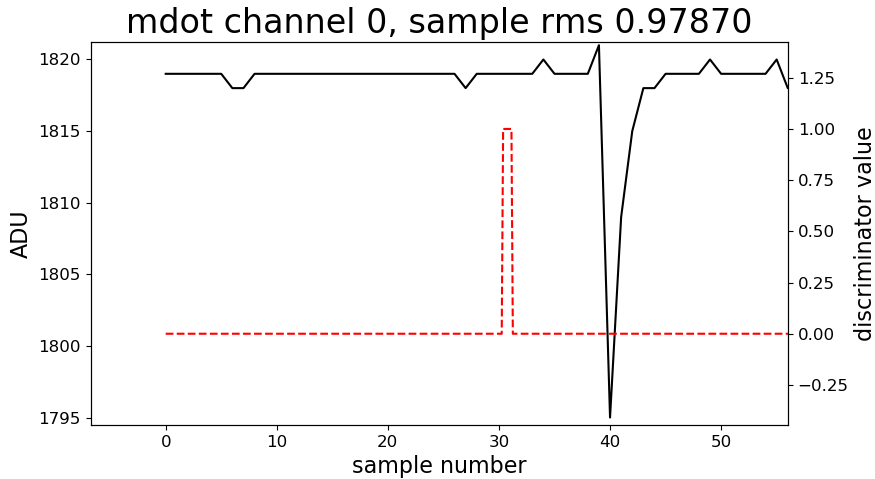 mdot channel 0, sample rms 0.97870
1820
1815
1810
1805
1800
1795
ADU
1.25
1.00
0.75
0.50
0.25
0.00
−0.25
discriminator value
0 10 20 30 40 50
sample number